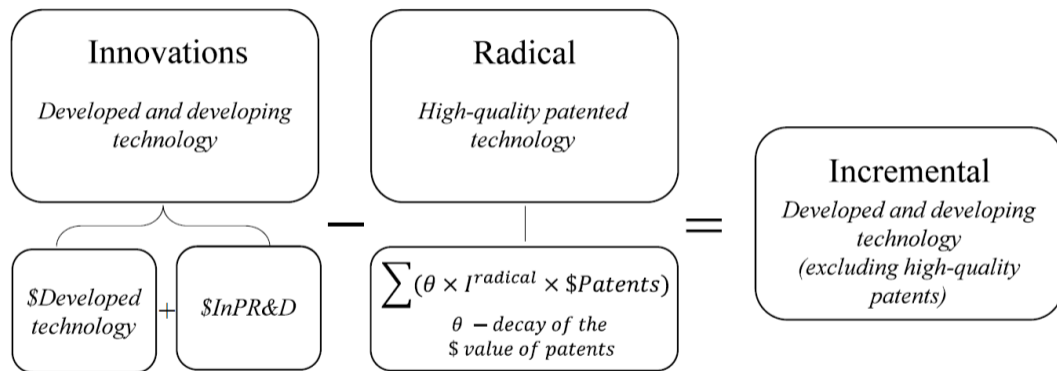 Innovations
Developed and developing
technology
$Developed
technology
+
$InPR&D
−
Radical
High-quality patented
technology
∑(θ × I^radical × $Patents)
θ − decay of the
$ value of patents
=
Incremental
Developed and developing
technology
(excluding high-quality
patents)